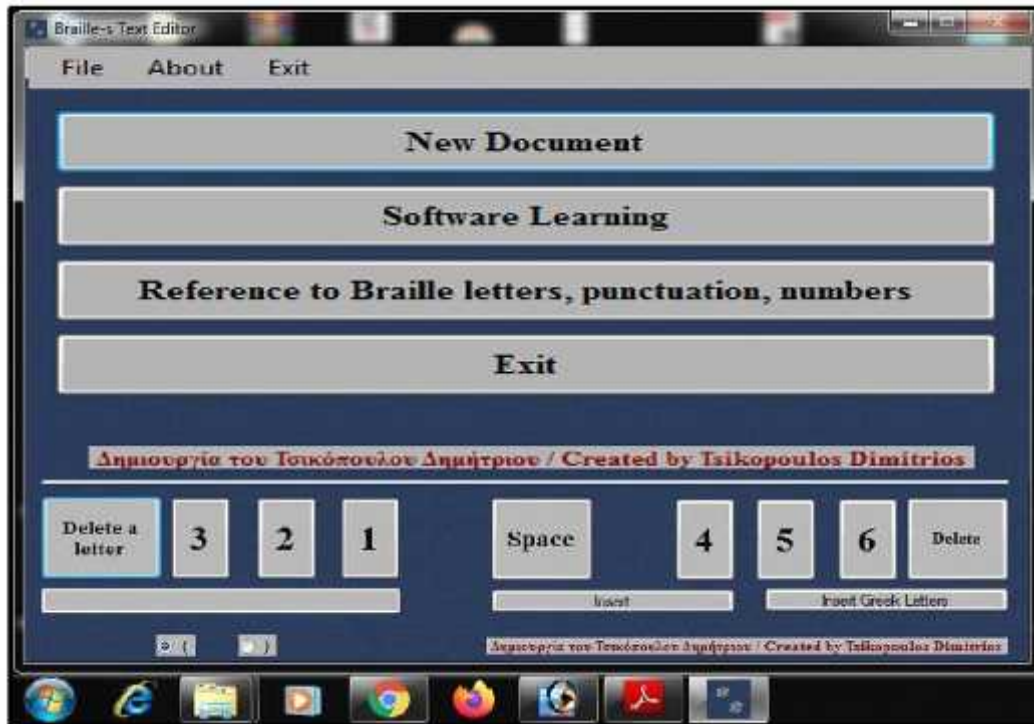 Braille-s Text Editor
File About Exit
New Document
Software Learning
Reference to Braille letters, punctuation, numbers
Exit
Δημιουργία του Τσικόπουλου Δημήτριου / Created by Tsikopoulos Dimitrios
Delete a letter 3 2 1 Space 4 5 6 Delete
Insert Insert Greek Letters
( )
Δημιουργία του Τσικόπουλου Δημήτριου / Created by Tsikopoulos Dimitrios